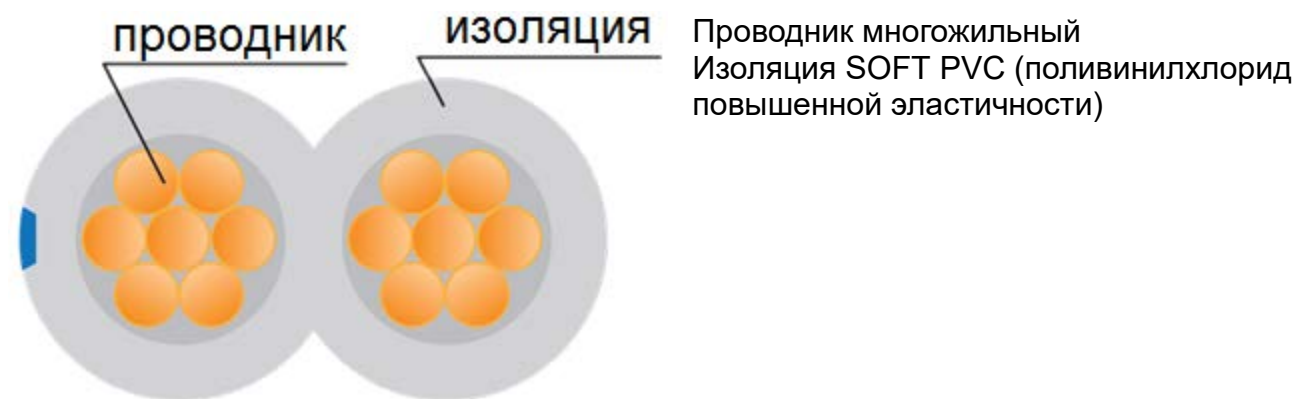 проводник
изоляция
Проводник многожильный
Изоляция SOFT PVC (поливинилхлорид
повышенной эластичности)